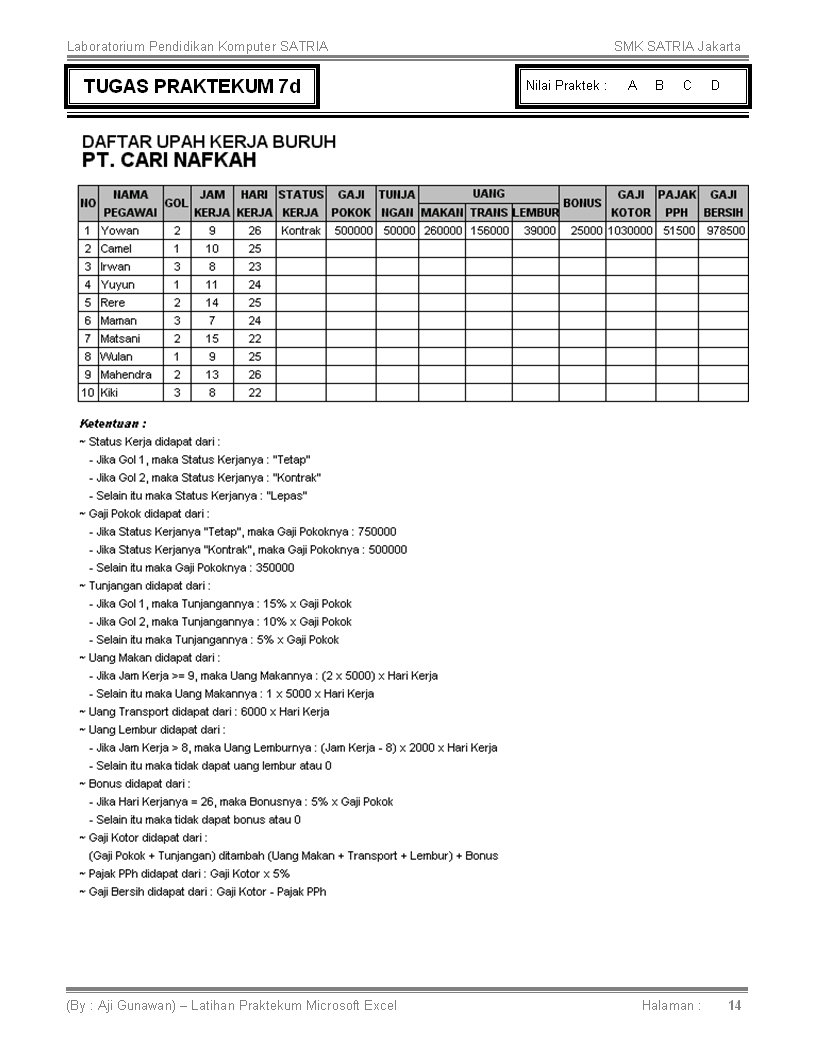 Laboratorium Pendidikan Komputer SATRIA SMK SATRIA Jakarta
TUGAS PRAKTEKUM 7d Nilai Praktek : A B C D
DAFTAR UPAH KERJA BURUH
PT. CARI NAFKAH
NO NAMA PEGAWAI GOL JAM KERJA HARI KERJA STATUS KERJA GAJI POKOK TUNJA NGAN UANG MAKAN TRANS LEMBUR BONUS GAJI KOTOR PAJAK PPH GAJI BERSIH
1 Yowan 2 9 26 Kontrak 500000 50000 260000 156000 39000 25000 1030000 51500 978500
2 Camel 1 10 25
3 Irwan 3 8 23
4 Yuyun 1 11 24
5 Rere 2 14 25
6 Maman 3 7 24
7 Matsani 2 15 22
8 Wulan 1 9 25
9 Mahendra 2 13 26
10 Kiki 3 8 22
Ketentuan :
~ Status Kerja didapat dari :
- Jika Gol 1, maka Status Kerjanya : "Tetap"
- Jika Gol 2, maka Status Kerjanya : "Kontrak"
- Selain itu maka Status Kerjanya : "Lepas"
~ Gaji Pokok didapat dari :
- Jika Status Kerjanya "Tetap", maka Gaji Pokoknya : 750000
- Jika Status Kerjanya "Kontrak", maka Gaji Pokoknya : 500000
- Selain itu maka Gaji Pokoknya : 350000
~ Tunjangan didapat dari :
- Jika Gol 1, maka Tunjangannya : 15% x Gaji Pokok
- Jika Gol 2, maka Tunjangannya : 10% x Gaji Pokok
- Selain itu maka Tunjangannya : 5% x Gaji Pokok
~ Uang Makan didapat dari :
- Jika Jam Kerja >= 9, maka Uang Makannya : (2 x 5000) x Hari Kerja
- Selain itu maka Uang Makannya : 1 x 5000 x Hari Kerja
~ Uang Transport didapat dari : 6000 x Hari Kerja
~ Uang Lembur didapat dari :
- Jika Jam Kerja > 8, maka Uang Lemburnya : (Jam Kerja - 8) x 2000 x Hari Kerja
- Selain itu maka tidak dapat uang lembur atau 0
~ Bonus didapat dari :
- Jika Hari Kerjanya = 26, maka Bonusnya : 5% x Gaji Pokok
- Selain itu maka tidak dapat bonus atau 0
~ Gaji Kotor didapat dari :
(Gaji Pokok + Tunjangan) ditambah (Uang Makan + Transport + Lembur) + Bonus
~ Pajak PPh didapat dari : Gaji Kotor x 5%
~ Gaji Bersih didapat dari : Gaji Kotor - Pajak PPh
(By : Aji Gunawan) – Latihan Praktekum Microsoft Excel Halaman : 14